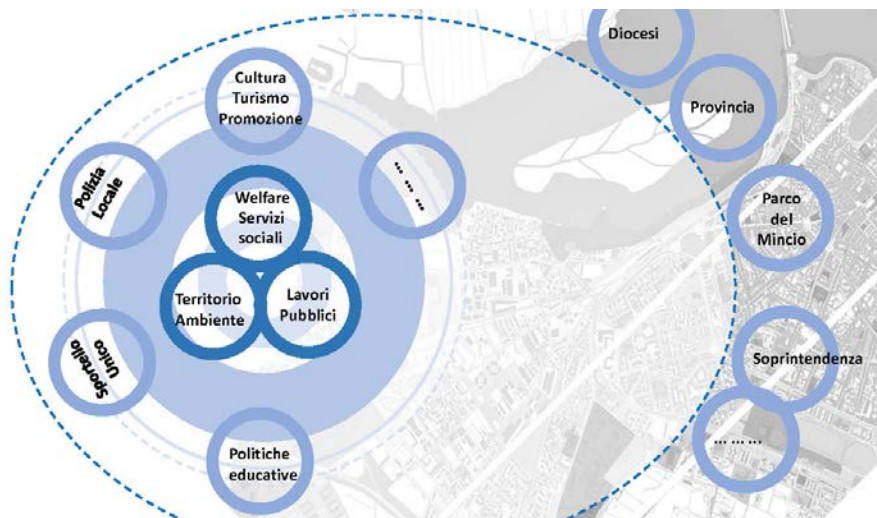 Diocesi
Cultura
Turismo
Promozione
Provincia
... ... ...
Polizia
Locale
Welfare
Servizi
sociali
Parco
del
Mincio
Territorio
Ambiente
Lavori
Pubblici
Sportello
Unico
Soprintendenza
... ... ...
Politiche
educative